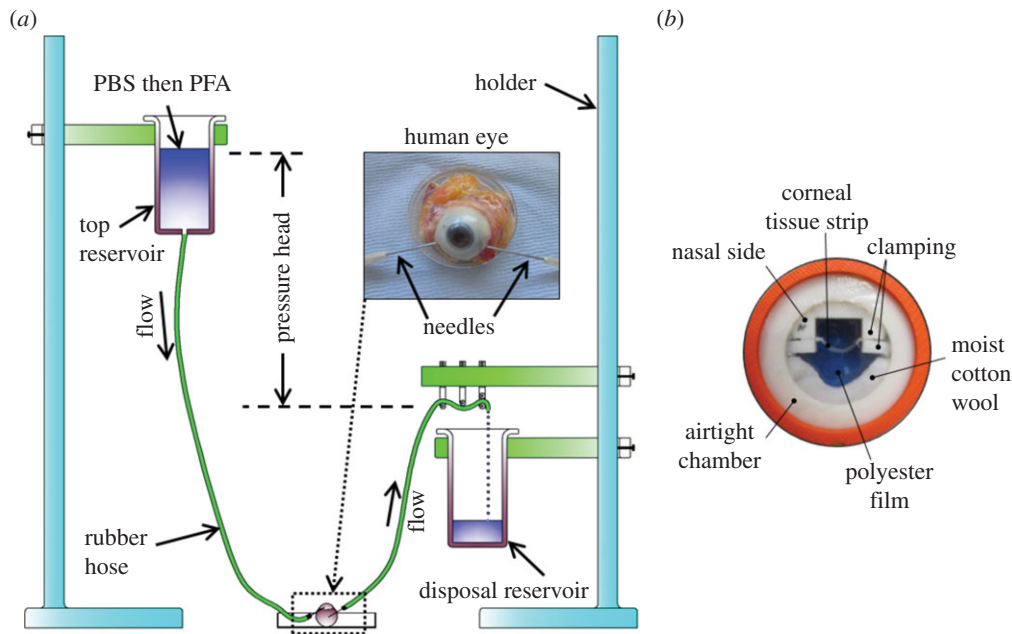 (a)
PBS then PFA
top
reservoir
flow
pressure head
rubber
hose
human eye
needles
holder
flow
disposal reservoir
(b)
corneal
tissue strip
nasal side
clamping
moist
cotton
wool
airtight
chamber
polyester
film